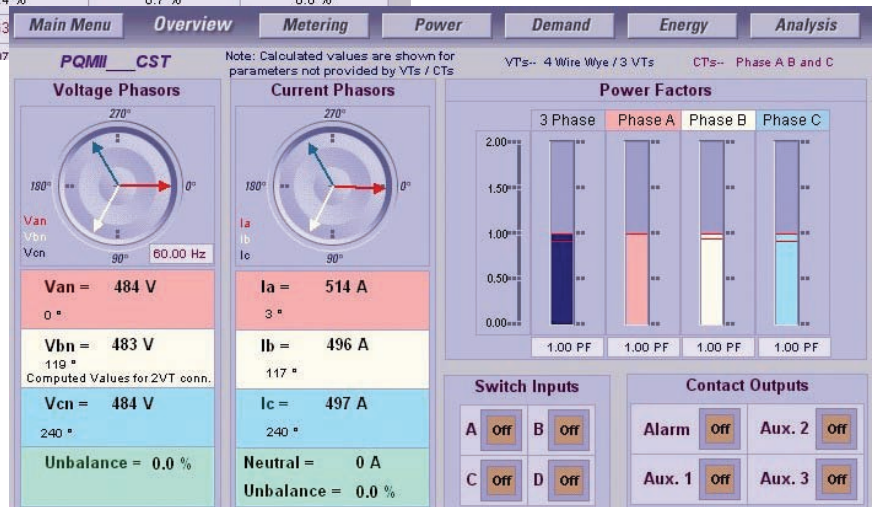 Main Menu Overview Metering Power Demand Energy Analysis
PQMII___CST
Note: Calculated values are shown for
parameters not provided by VTs / CTs
VT's-- 4 Wire Wye / 3 VTs
CT's-- Phase A B and C
Voltage Phasors
270°
180°
0°
Van
Vbn
Vcn
90°
60.00 Hz
Van = 484 V
0 °
Vbn = 483 V
119 °
Computed Values for 2VT conn.
Vcn = 484 V
240 °
Unbalance = 0.0 %
Current Phasors
270°
180°
0°
Ia
Ib
Ic
90°
Ia = 514 A
3 °
Ib = 496 A
117 °
Ic = 497 A
240 °
Neutral = 0 A
Unbalance = 0.0 %
Power Factors
3 Phase Phase A Phase B Phase C
2.00
1.50
1.00
0.50
0.00
1.00 PF 1.00 PF 1.00 PF 1.00 PF
Switch Inputs
A Off B Off
C Off D Off
Contact Outputs
Alarm Off Aux. 2 Off
Aux. 1 Off Aux. 3 Off